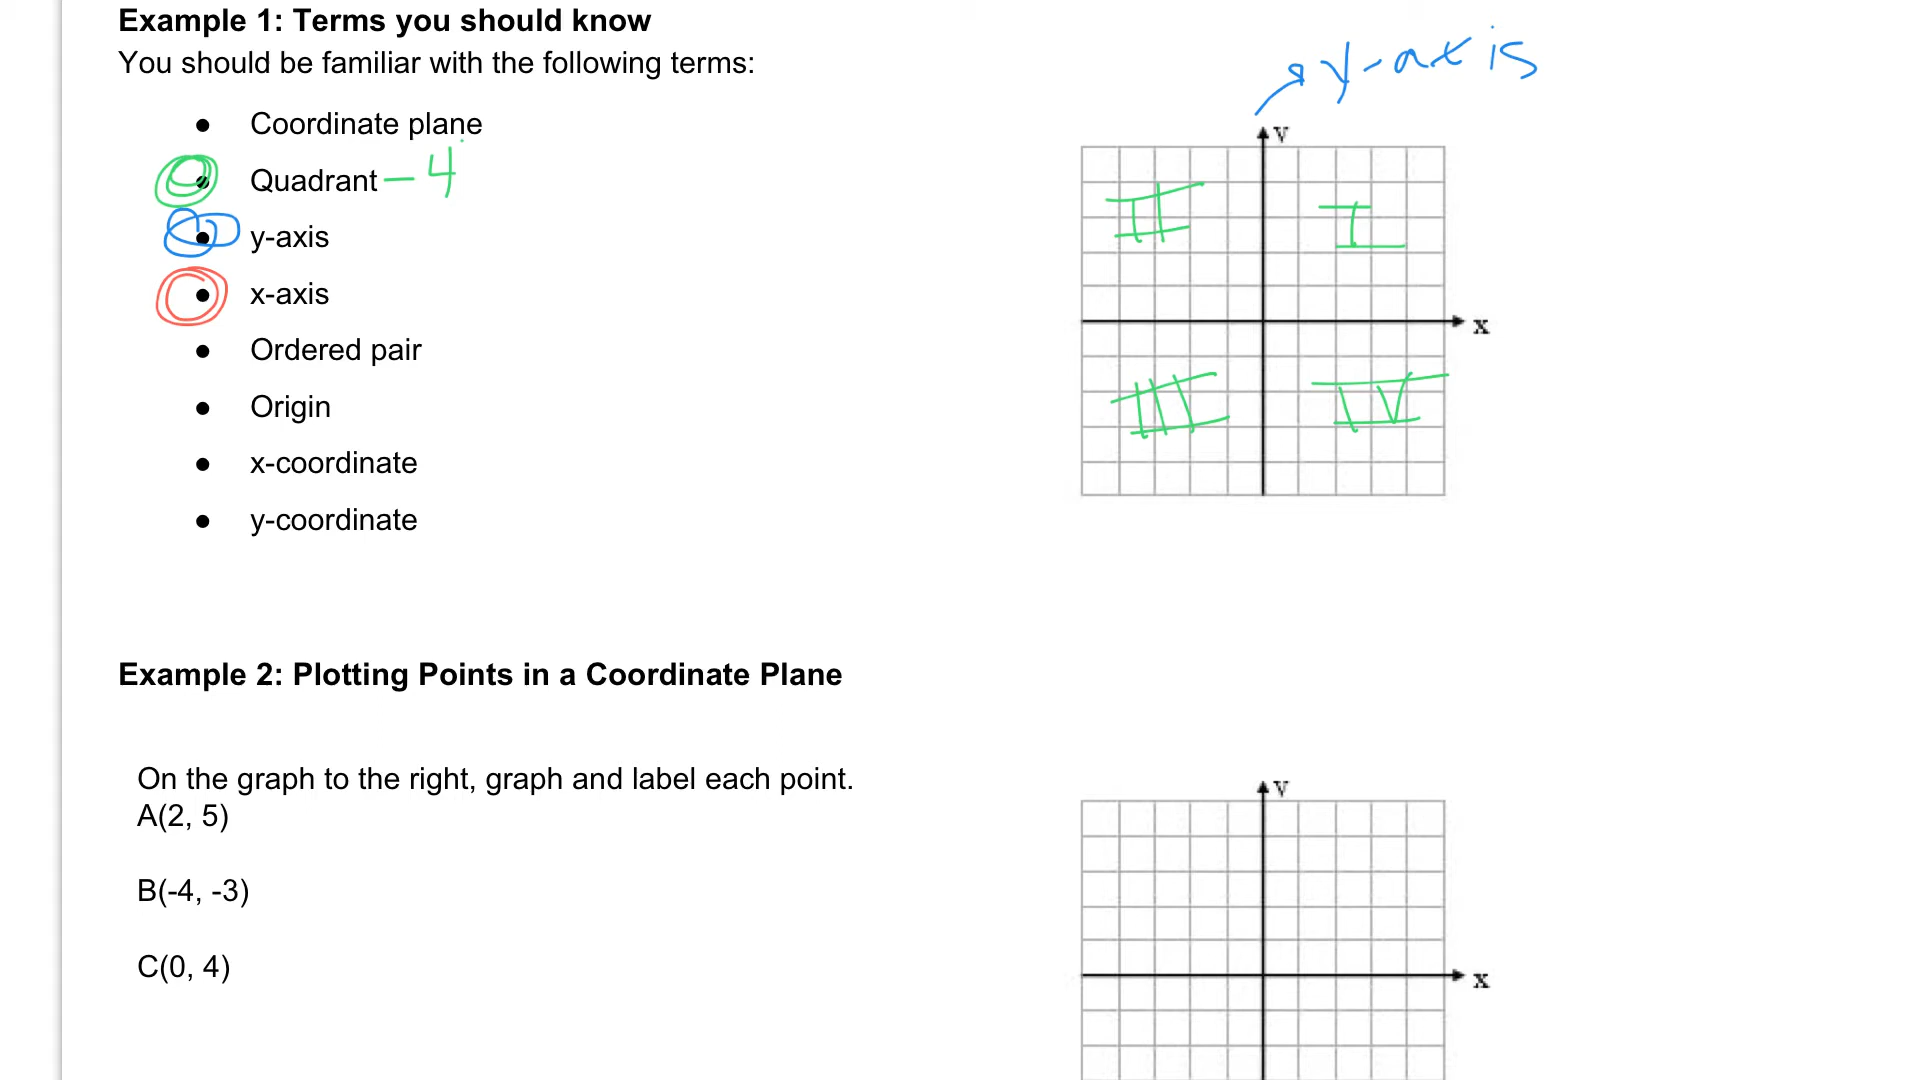 Example 1: Terms you should know
You should be familiar with the following terms:
y-axis
● Coordinate plane
● Quadrant – 4
● y-axis
● x-axis
● Ordered pair
● Origin
● x-coordinate
● y-coordinate
y
II
I
x
III
IV
Example 2: Plotting Points in a Coordinate Plane
On the graph to the right, graph and label each point.
A(2, 5)
B(-4, -3)
C(0, 4)
y
x